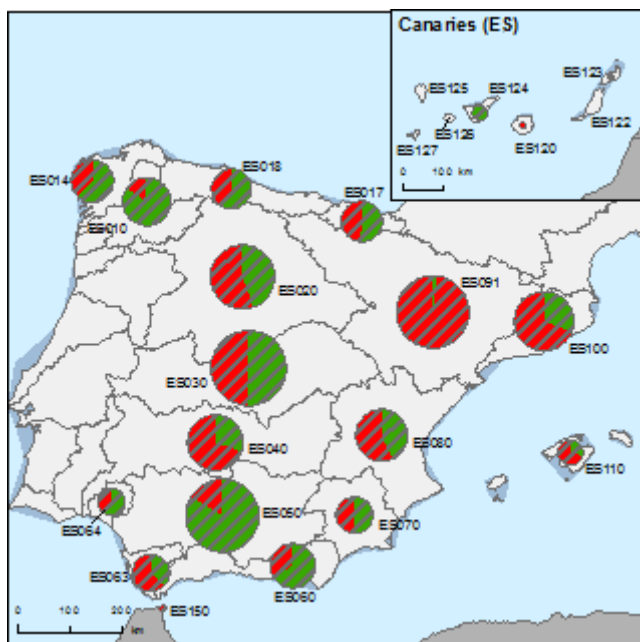 Canaries (ES)
ES123
ES125
ES124
ES122
ES126
ES120
ES127
0 100 km
ES018
ES014
ES017
ES010
ES091
ES020
ES100
ES030
ES040
ES080
ES110
ES050
ES070
ES064
ES063
ES060
ES150
0 100 200
km